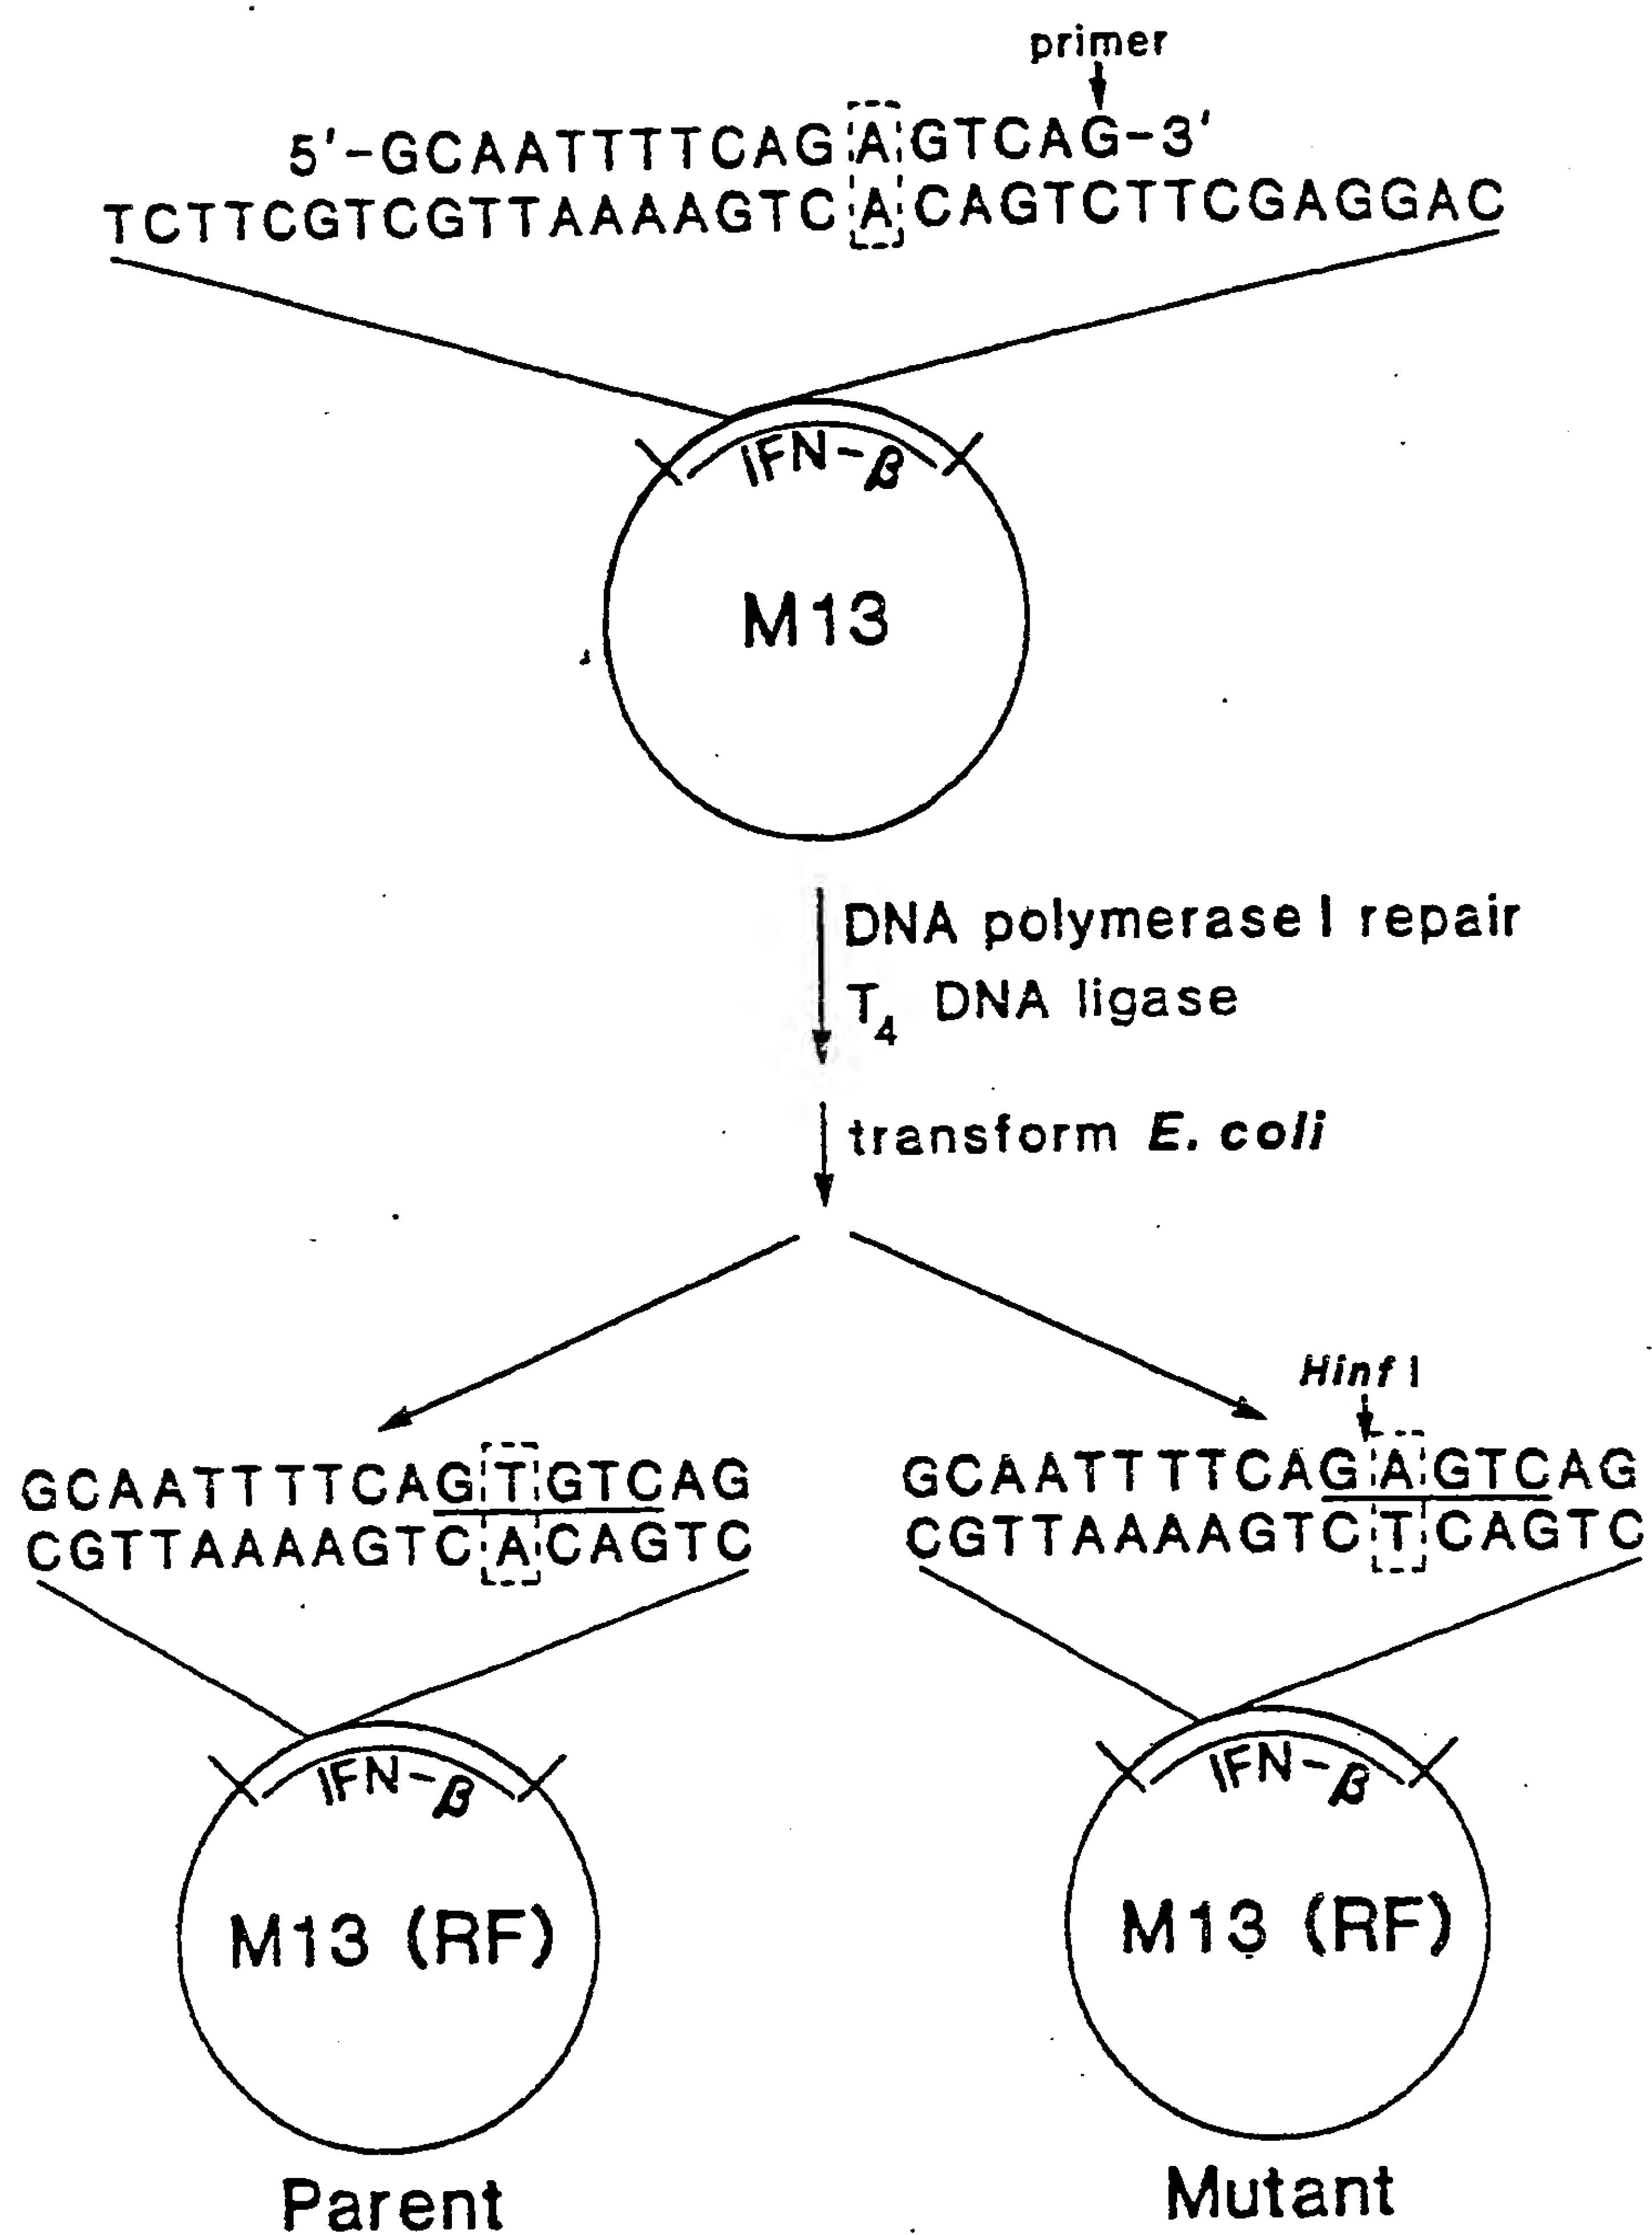 primer
5'-GCAATTTTCAGAGTCAG-3'
TCTTCGTCGTTAAAAGTCACAGTCTTCGAGGAC
IFN-β
M13
DNA polymerase I repair
T4 DNA ligase
transform E. coli
Hinf I
GCAATTTTCAGTGTCAG
CGTTAAAAGTCACAGTC
GCAATTTTCAGAGTCAG
CGTTAAAAGTCTCAGTC
IFN-β
IFN-β
M13 (RF)
M13 (RF)
Parent
Mutant